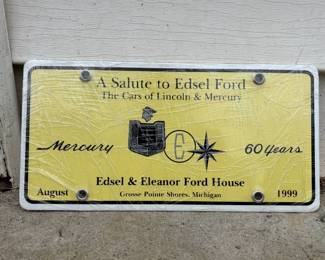 A Salute to Edsel Ford
The Cars of Lincoln & Mercury
Mercury E 60 Years
Edsel & Eleanor Ford House
August Grosse Pointe Shores, Michigan 1999